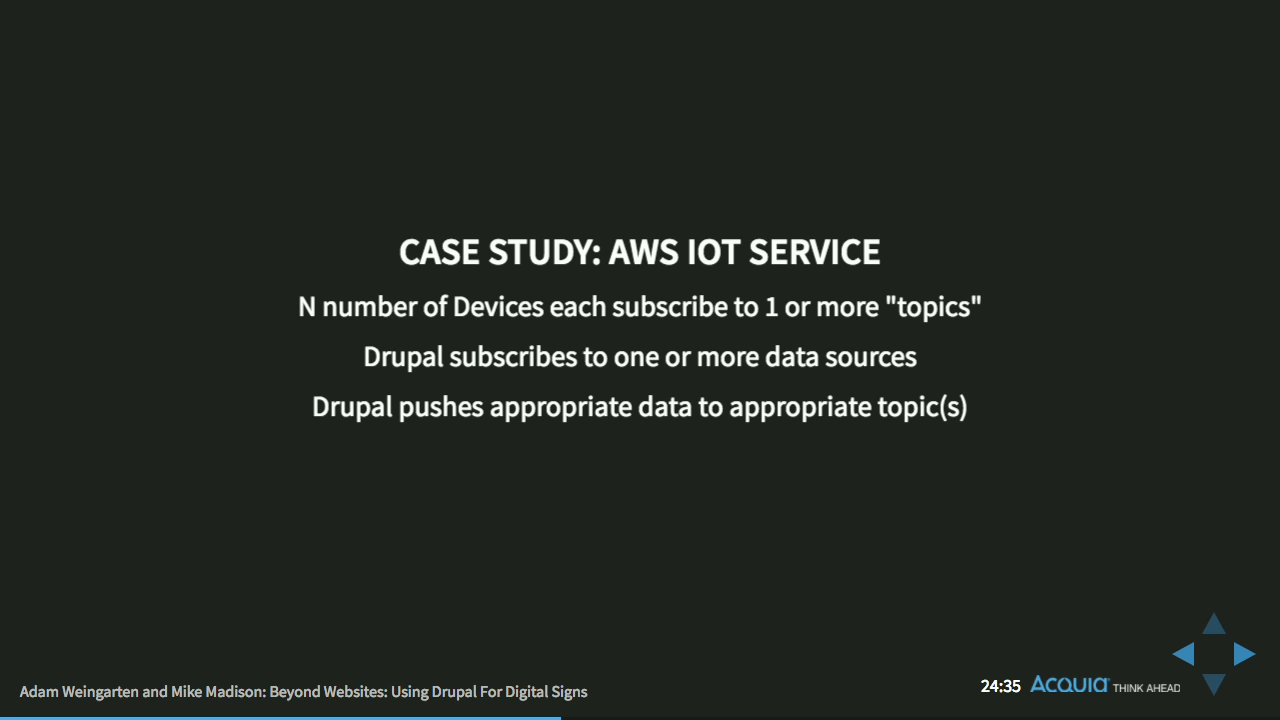 CASE STUDY: AWS IOT SERVICE
N number of Devices each subscribe to 1 or more "topics"
Drupal subscribes to one or more data sources
Drupal pushes appropriate data to appropriate topic(s)
Adam Weingarten and Mike Madison: Beyond Websites: Using Drupal For Digital Signs
24:35 ACQUIA THINK AHEAD